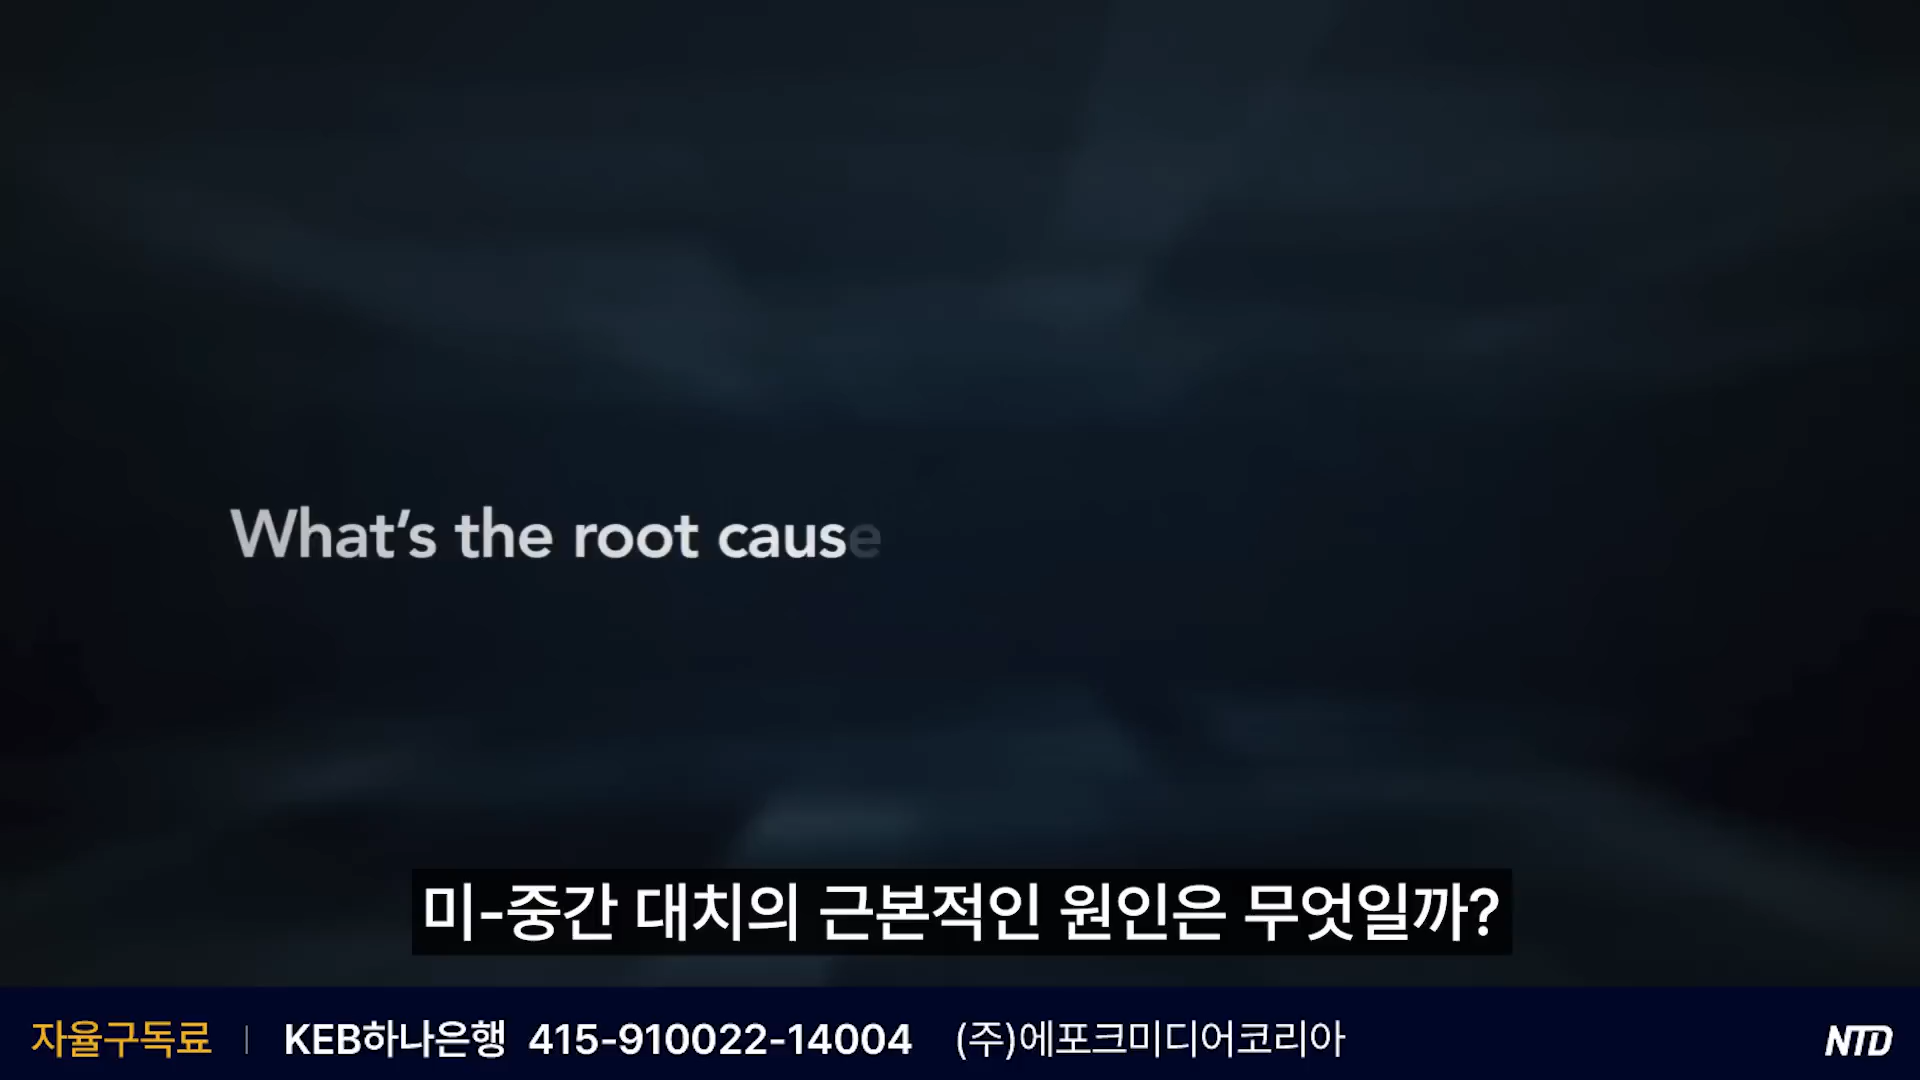 What's the root cause
미-중간 대치의 근본적인 원인은 무엇일까?
자율구독료 | KEB하나은행 415-910022-14004 (주)에포크미디어코리아 NTD